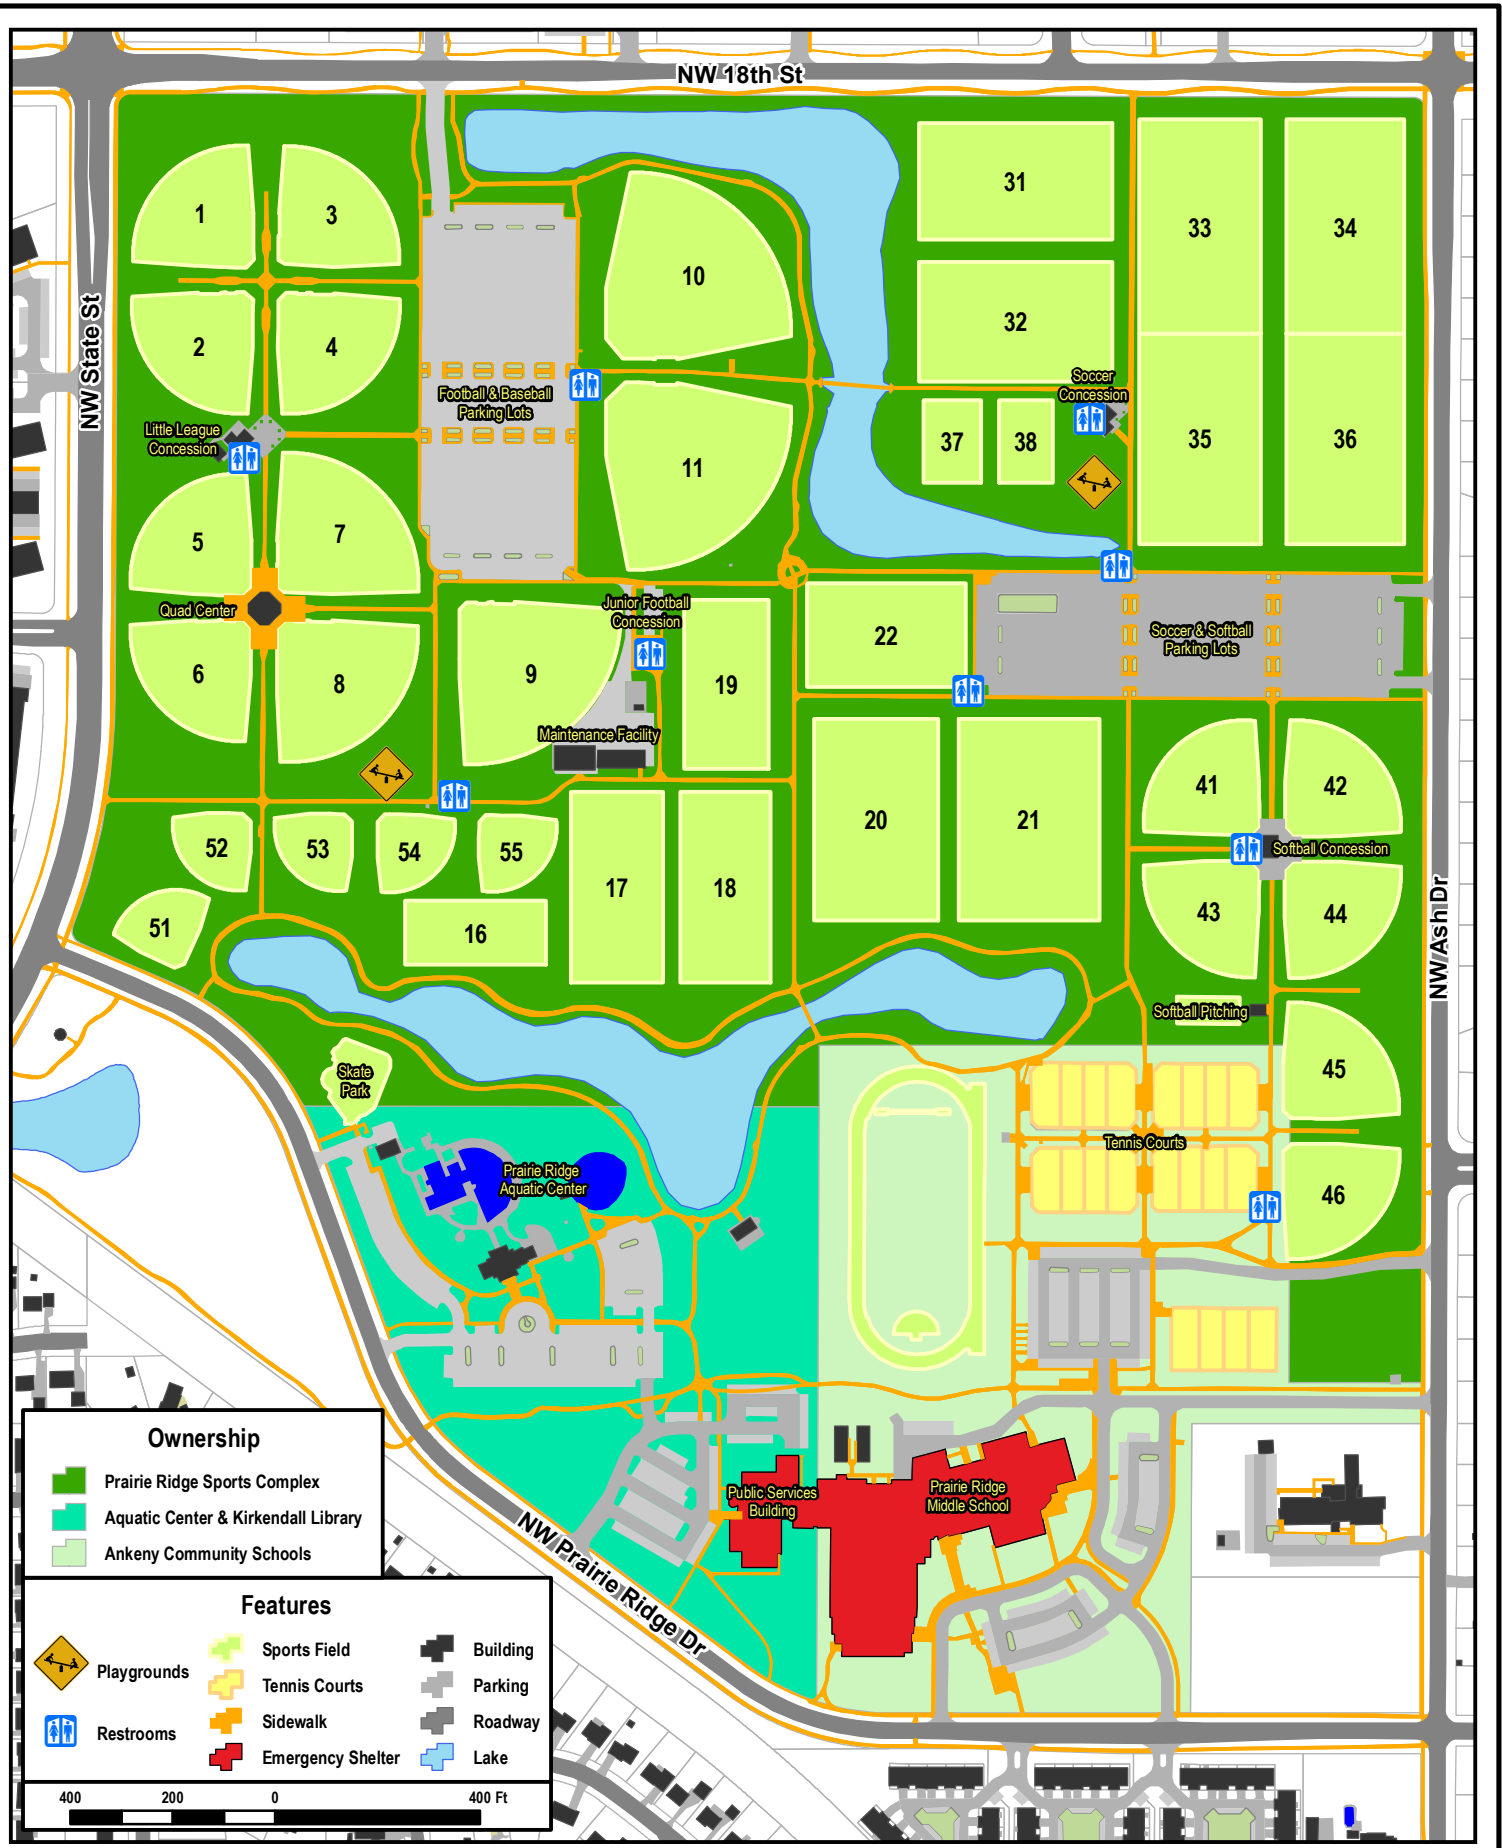 NW 18th St
NW State St
NW Ash Dr
NW Prairie Ridge Dr
1
3
2
4
Little League
Concession
5
7
Quad Center
6
8
Football & Baseball
Parking Lots
10
11
31
32
33
34
35
36
Soccer
Concession
37
38
Junior Football
Concession
9
19
Maintenance Facility
22
Soccer & Softball
Parking Lots
20
21
41
42
Softball Concession
43
44
52
53
54
55
51
16
17
18
Softball Pitching
45
46
Skate
Park
Prairie Ridge
Aquatic Center
Tennis Courts
Public Services
Building
Prairie Ridge
Middle School
Ownership
Prairie Ridge Sports Complex
Aquatic Center & Kirkendall Library
Ankeny Community Schools
Features
Playgrounds
Restrooms
Sports Field
Tennis Courts
Sidewalk
Emergency Shelter
Building
Parking
Roadway
Lake
400 200 0 400 Ft